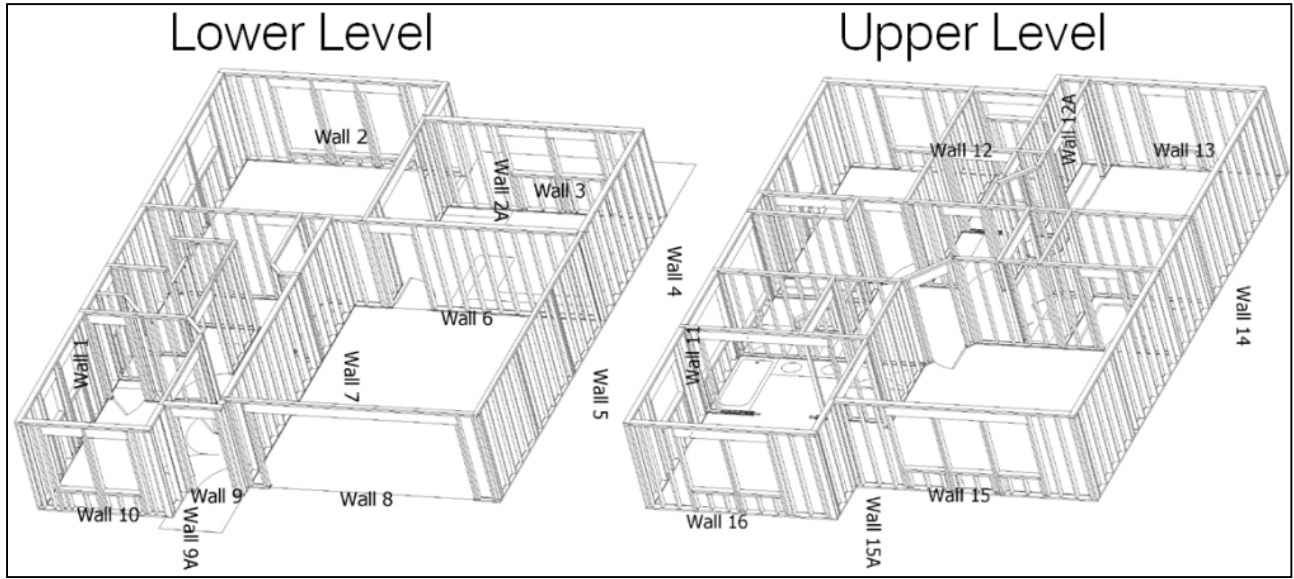 Lower Level
Upper Level
Wall 2
Wall 2A
Wall 3
Wall 4
Wall 6
Wall 1
Wall 7
Wall 5
Wall 10
Wall 9
Wall 9A
Wall 8
Wall 12
Wall 12A
Wall 13
Wall 14
Wall 11
Wall 16
Wall 15A
Wall 15